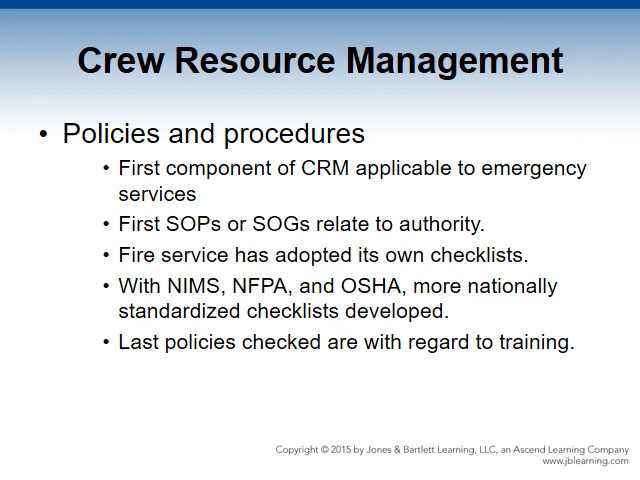 Crew Resource Management
• Policies and procedures
• First component of CRM applicable to emergency
services
• First SOPs or SOGs relate to authority.
• Fire service has adopted its own checklists.
• With NIMS, NFPA, and OSHA, more nationally
standardized checklists developed.
• Last policies checked are with regard to training.
Copyright © 2015 by Jones & Bartlett Learning, LLC, an Ascend Learning Company
www.jblearning.com